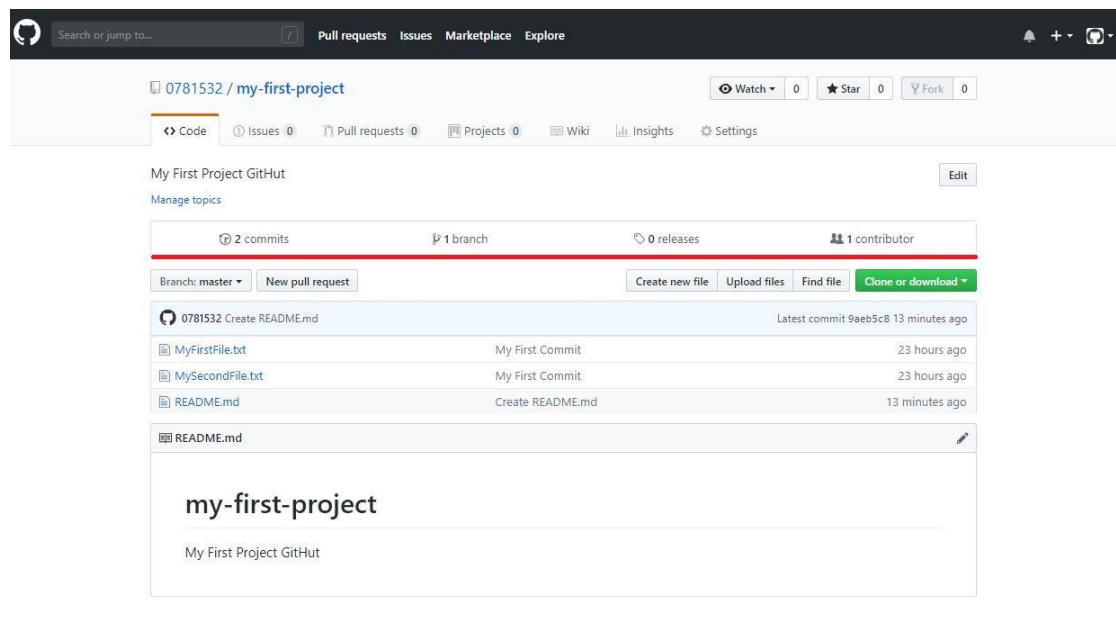 Search or jump to... / Pull requests Issues Marketplace Explore
0781532 / my-first-project Watch 0 Star 0 Fork 0
Code Issues 0 Pull requests 0 Projects 0 Wiki Insights Settings
My First Project GitHut Edit
Manage topics
2 commits 1 branch 0 releases 1 contributor
Branch: master New pull request Create new file Upload files Find file Clone or download
0781532 Create README.md Latest commit 9aeb5c8 13 minutes ago
MyFirstFile.txt My First Commit 23 hours ago
MySecondFile.txt My First Commit 23 hours ago
README.md Create README.md 13 minutes ago
README.md
my-first-project
My First Project GitHut